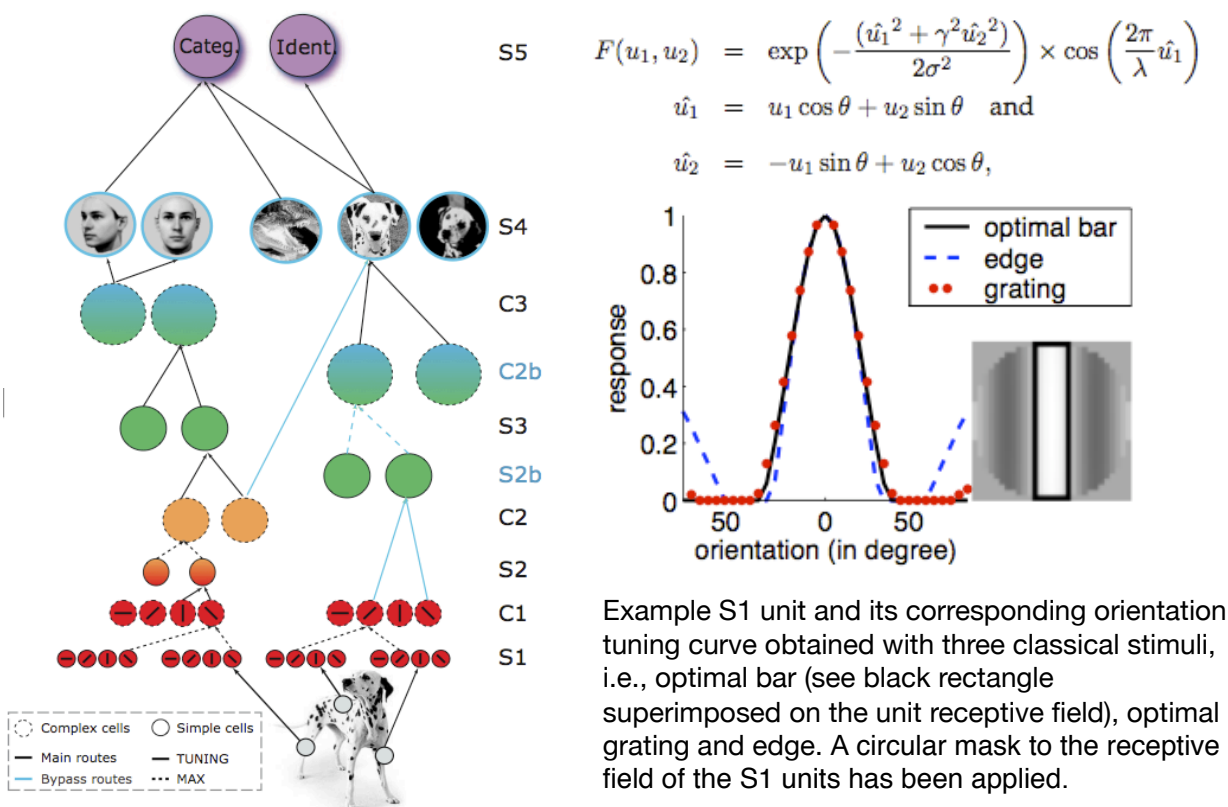 Categ.
Ident.
S5
S4
C3
C2b
S3
S2b
C2
S2
C1
S1
Complex cells
Simple cells
Main routes
TUNING
Bypass routes
MAX
F(u₁, u₂) = exp(−(û₁² + γ²û₂²)/2σ²) × cos(2π/λ û₁)
û₁ = u₁ cos θ + u₂ sin θ and
û₂ = −u₁ sin θ + u₂ cos θ,
1
0.8
0.6
0.4
0.2
0
response
optimal bar
edge
grating
50 0 50
orientation (in degree)
Example S1 unit and its corresponding orientation
tuning curve obtained with three classical stimuli,
i.e., optimal bar (see black rectangle
superimposed on the unit receptive field), optimal
grating and edge. A circular mask to the receptive
field of the S1 units has been applied.